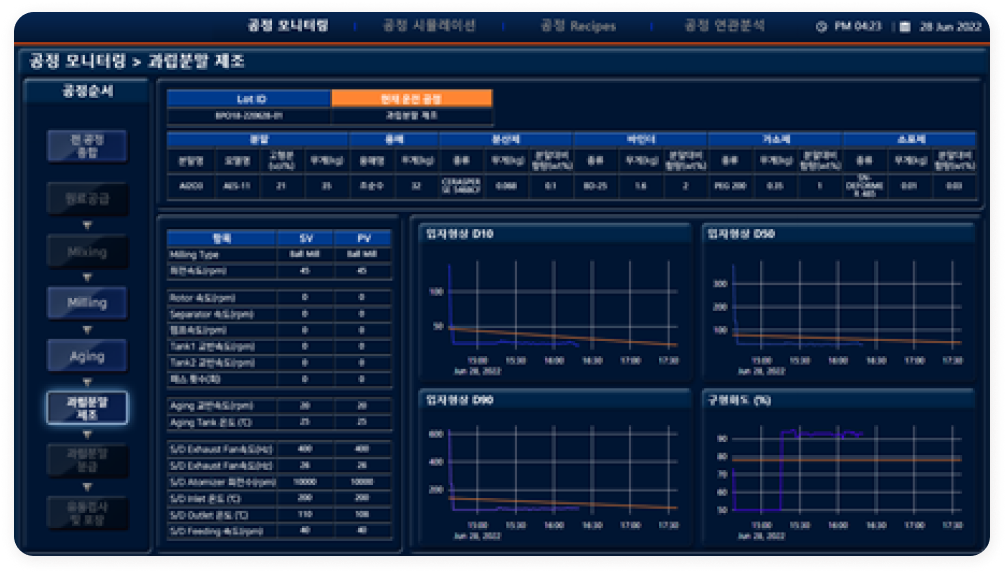 공정 모니터링
공정 시뮬레이션
공정 Recipes
공정 연관분석
PM 04:23
28 Jun 2022
공정 모니터링 > 과립분말 제조
공정순서
전 공정
종합
원료공급
Mixing
Milling
Aging
과립분말
제조
과립분말
분급
유동검사
및 포장
Lot ID
현재 운전 공정
과립분말 제조
분말
용매
분산제
바인더
가소제
소포제
분말명
모델명
고형분
(vol%)
무게(kg)
용매명
무게(kg)
종류
무게(kg)
분말대비
함량(wt%)
종류
무게(kg)
분말대비
함량(wt%)
종류
무게(kg)
분말대비
함량(wt%)
종류
무게(kg)
분말대비
함량(wt%)
Al2O3
AES-11
21
35
초순수
32
0.068
0.1
BD-25
1.6
2
PEG 200
0.35
1
0.01
0.03
항목 SV PV
Milling Type Ball Mill Ball Mill
회전속도(rpm) 45 45
Rotor 속도(rpm) 0 0
Separator 속도(rpm) 0 0
펌프속도(rpm) 0 0
Tank1 교반속도(rpm) 0 0
Tank2 교반속도(rpm) 0 0
패스 횟수(회) 0 0
Aging 교반속도(rpm) 20 20
Aging Tank 온도 (℃) 25 25
S/D Exhaust Fan속도(Hz) 400 400
S/D Exhaust Fan속도(Hz) 26 26
S/D Atomizer 회전수(rpm) 10000 10000
S/D Inlet 온도 (℃) 200 200
S/D Outlet 온도 (℃) 110 108
S/D Feeding 속도(rpm) 40 40
입자형상 D10
100
50
15:00 15:30 16:00 16:30 17:00 17:30
Jun 28, 2022
입자형상 D50
300
200
100
15:00 15:30 16:00 16:30 17:00 17:30
Jun 28, 2022
입자형상 D90
600
400
200
15:00 15:30 16:00 16:30 17:00 17:30
Jun 28, 2022
구형화도 (%)
90
80
70
60
50
15:00 15:30 16:00 16:30 17:00 17:30
Jun 28, 2022